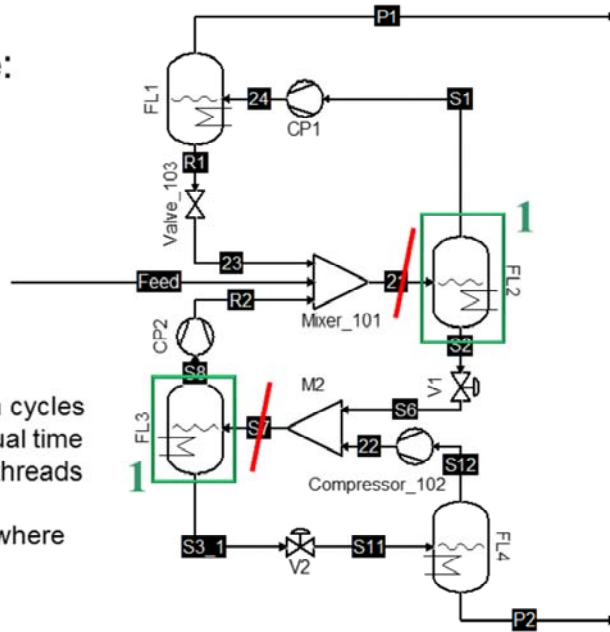 P1
e:
FL1
24
CP1
S1
R1
Valve_103
1
23
Feed
21
FL2
R2
Mixer_101
CP2
S2
S8
M2
V1
cycles
FL3
S7
S6
ual time
22
hreads
1
Compressor_102
S12
where
S3_1
V2
S11
FL4
P2